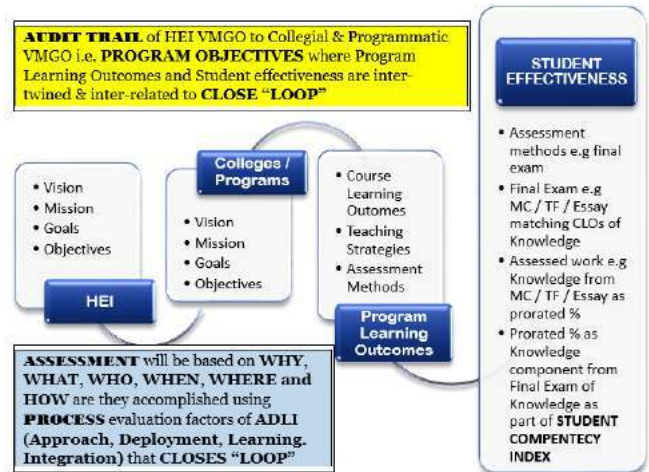 AUDIT TRAIL of HEI VMGO to Collegial & Programmatic
VMGO i.e. PROGRAM OBJECTIVES where Program
Learning Outcomes and Student effectiveness are inter-
twined & inter-related to CLOSE “LOOP”
• Vision
• Mission
• Goals
• Objectives
HEI
Colleges /
Programs
• Vision
• Mission
• Goals
• Objectives
• Course
Learning
Outomes
• Teaching
Strategies
• Assessment
Methods
Program
Learning
Outcomes
STUDENT
EFFECTIVENESS
• Assessment
methods e.g final
exam
• Final Exam e.g
MC / TF / Essay
matching CLOs of
Knowledge
• Assessed work e.g
Knowledge from
MC / TF / Essay as
prorated %
• Prorated % as
Knowledge
component from
Final Exam of
Knowledge as
part of STUDENT
COMPENTECY
INDEX
ASSESSMENT will be based on WHY,
WHAT, WHO, WHEN, WHERE and
HOW are they accomplished using
PROCESS evaluation factors of ADLI
(Approach, Deployment, Learning.
Integration) that CLOSES “LOOP”